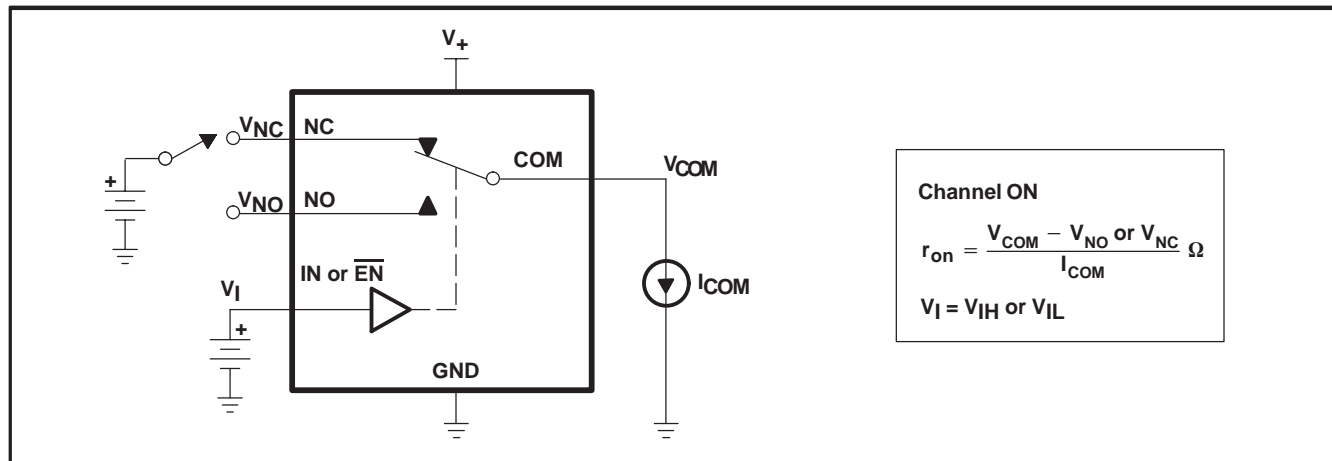 V+
VNC NC
COM VCOM
VNO NO
IN or EN
VI
+
+
ICOM
GND
Channel ON
ron = VCOM – VNO or VNC / ICOM Ω
VI = VIH or VIL